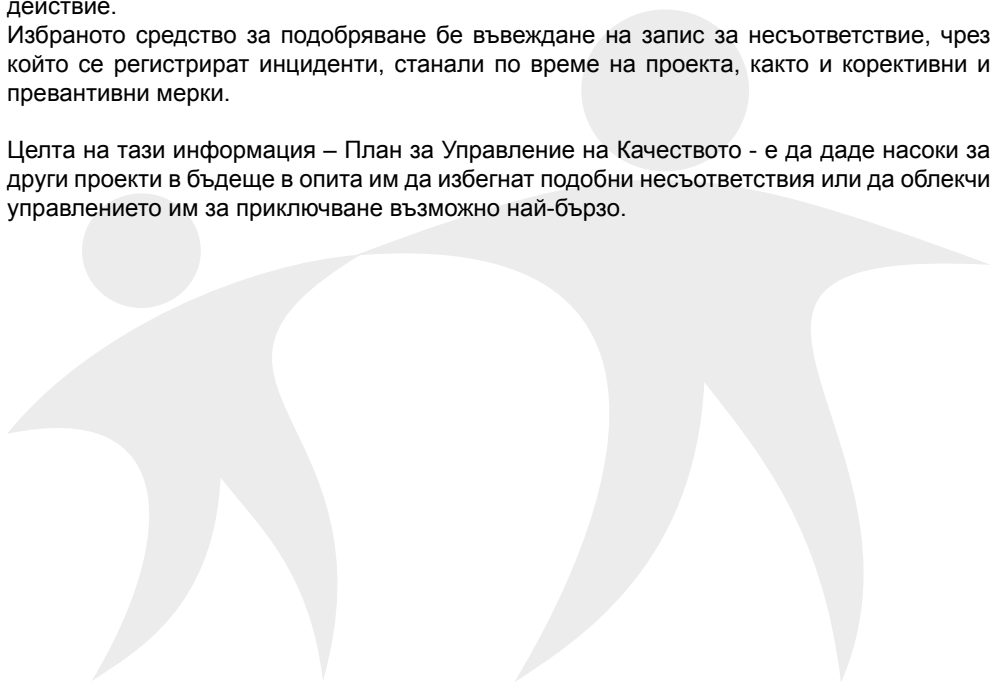 действие.
Избраното средство за подобряване бе въвеждане на запис за несъответствие, чрез
който се регистрират инциденти, станали по време на проекта, както и корективни и
превантивни мерки.
Целта на тази информация – План за Управление на Качеството - е да даде насоки за
други проекти в бъдеще в опита им да избегнат подобни несъответствия или да облекчи
управлението им за приключване възможно най-бързо.